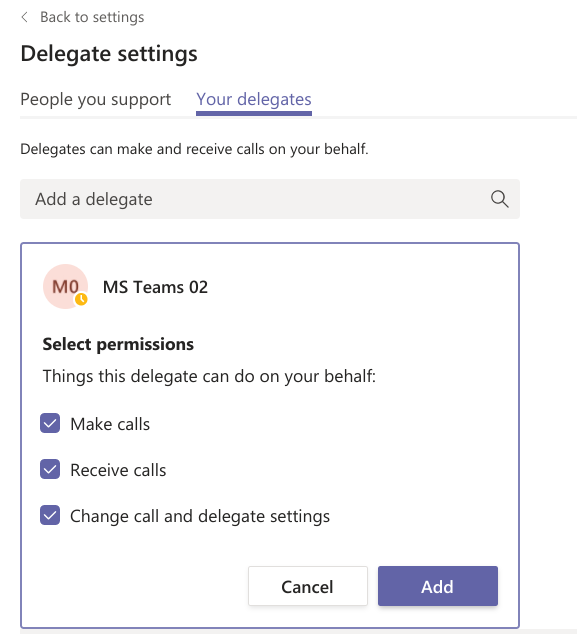 Back to settings
Delegate settings
People you support Your delegates
Delegates can make and receive calls on your behalf.
Add a delegate
M0 MS Teams 02
Select permissions
Things this delegate can do on your behalf:
Make calls
Receive calls
Change call and delegate settings
Cancel Add